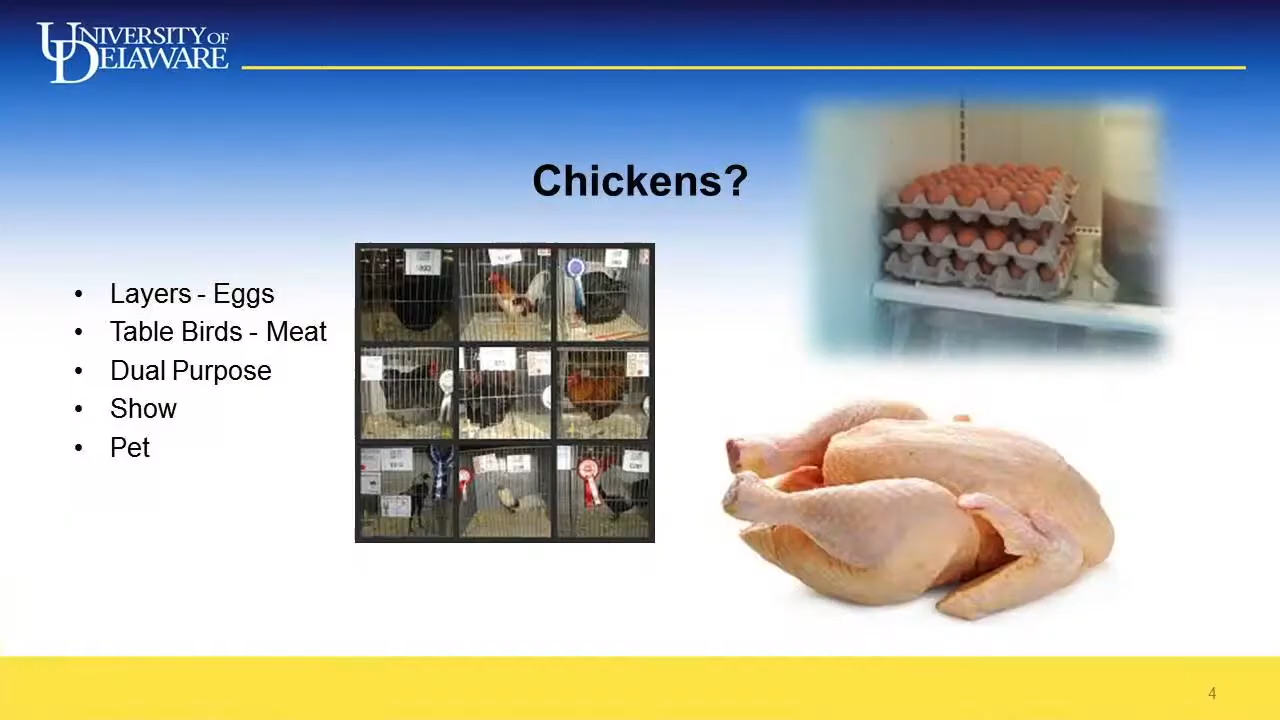 UNIVERSITY OF
DELAWARE
Chickens?
• Layers - Eggs
• Table Birds - Meat
• Dual Purpose
• Show
• Pet
4